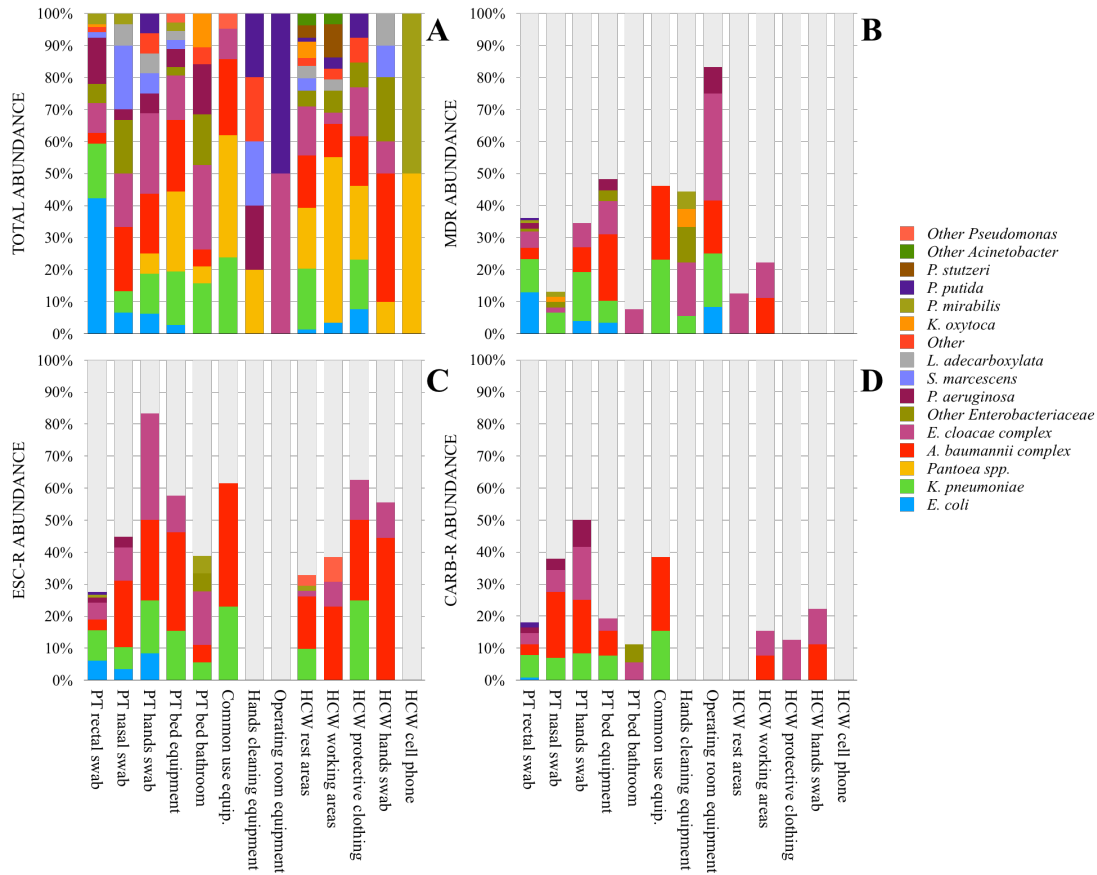 A
TOTAL ABUNDANCE
100%
90%
80%
70%
60%
50%
40%
30%
20%
10%
0%
B
MDR ABUNDANCE
100%
90%
80%
70%
60%
50%
40%
30%
20%
10%
0%
C
ESC-R ABUNDANCE
100%
90%
80%
70%
60%
50%
40%
30%
20%
10%
0%
PT rectal swab
PT nasal swab
PT hands swab
PT bed equipment
PT bed bathroom
Common use equip.
Hands cleaning equipment
Operating room equipment
HCW rest areas
HCW working areas
HCW protective clothing
HCW hands swab
HCW cell phone
D
CARB-R ABUNDANCE
100%
90%
80%
70%
60%
50%
40%
30%
20%
10%
0%
PT rectal swab
PT nasal swab
PT hands swab
PT bed equipment
PT bed bathroom
Common use equip.
Hands cleaning equipment
Operating room equipment
HCW rest areas
HCW working areas
HCW protective clothing
HCW hands swab
HCW cell phone
Other Pseudomonas
Other Acinetobacter
P. stutzeri
P. putida
P. mirabilis
K. oxytoca
Other
L. adecarboxylata
S. marcescens
P. aeruginosa
Other Enterobacteriaceae
E. cloacae complex
A. baumannii complex
Pantoea spp.
K. pneumoniae
E. coli